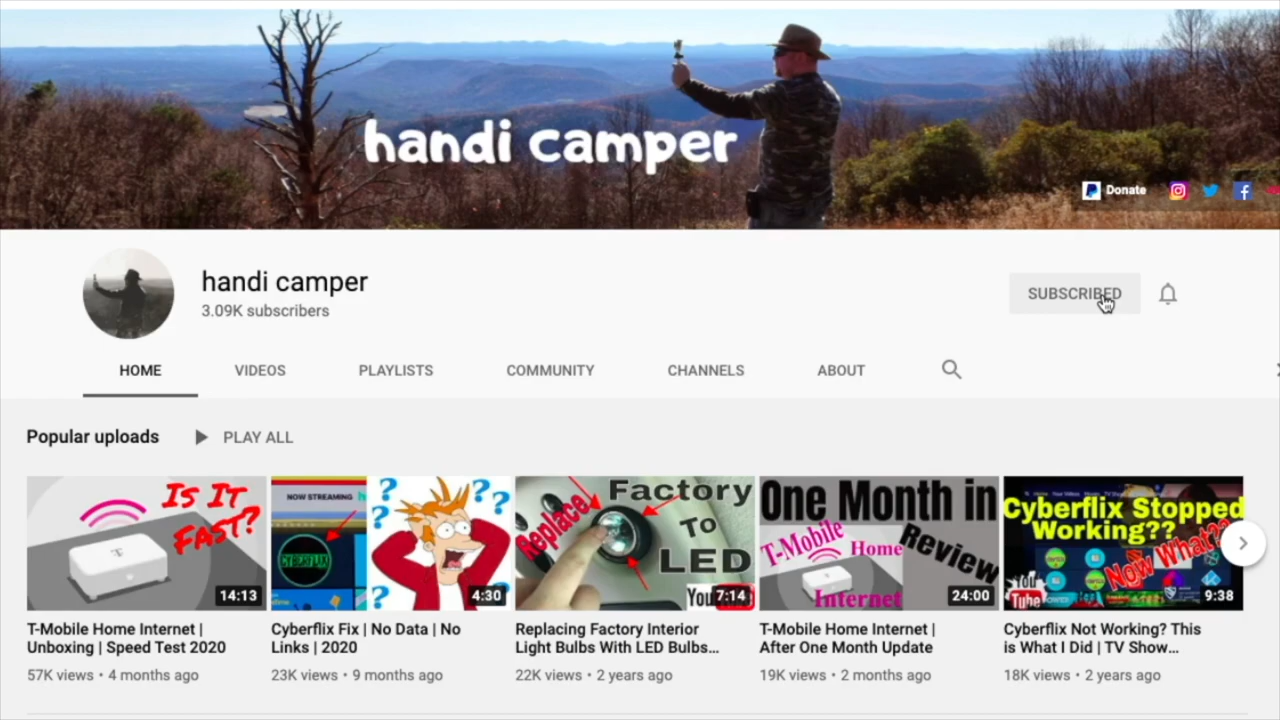 handi camper
Donate
handi camper
3.09K subscribers
SUBSCRIBED
HOME
VIDEOS
PLAYLISTS
COMMUNITY
CHANNELS
ABOUT
Popular uploads
PLAY ALL
IS IT
FAST?
T
14:13
NOW STREAMING
CYBERFLIX
4:30
Replace
Factory
To
LED
You
7:14
One Month in
T-Mobile
Home
Internet
Review
24:00
Cyberflix Stopped
Working??
Now What??
You
Tube
9:38
T-Mobile Home Internet |
Unboxing | Speed Test 2020
57K views • 4 months ago
Cyberflix Fix | No Data | No
Links | 2020
23K views • 9 months ago
Replacing Factory Interior
Light Bulbs With LED Bulbs...
22K views • 2 years ago
T-Mobile Home Internet |
After One Month Update
19K views • 2 months ago
Cyberflix Not Working? This
is What I Did | TV Show...
18K views • 2 years ago